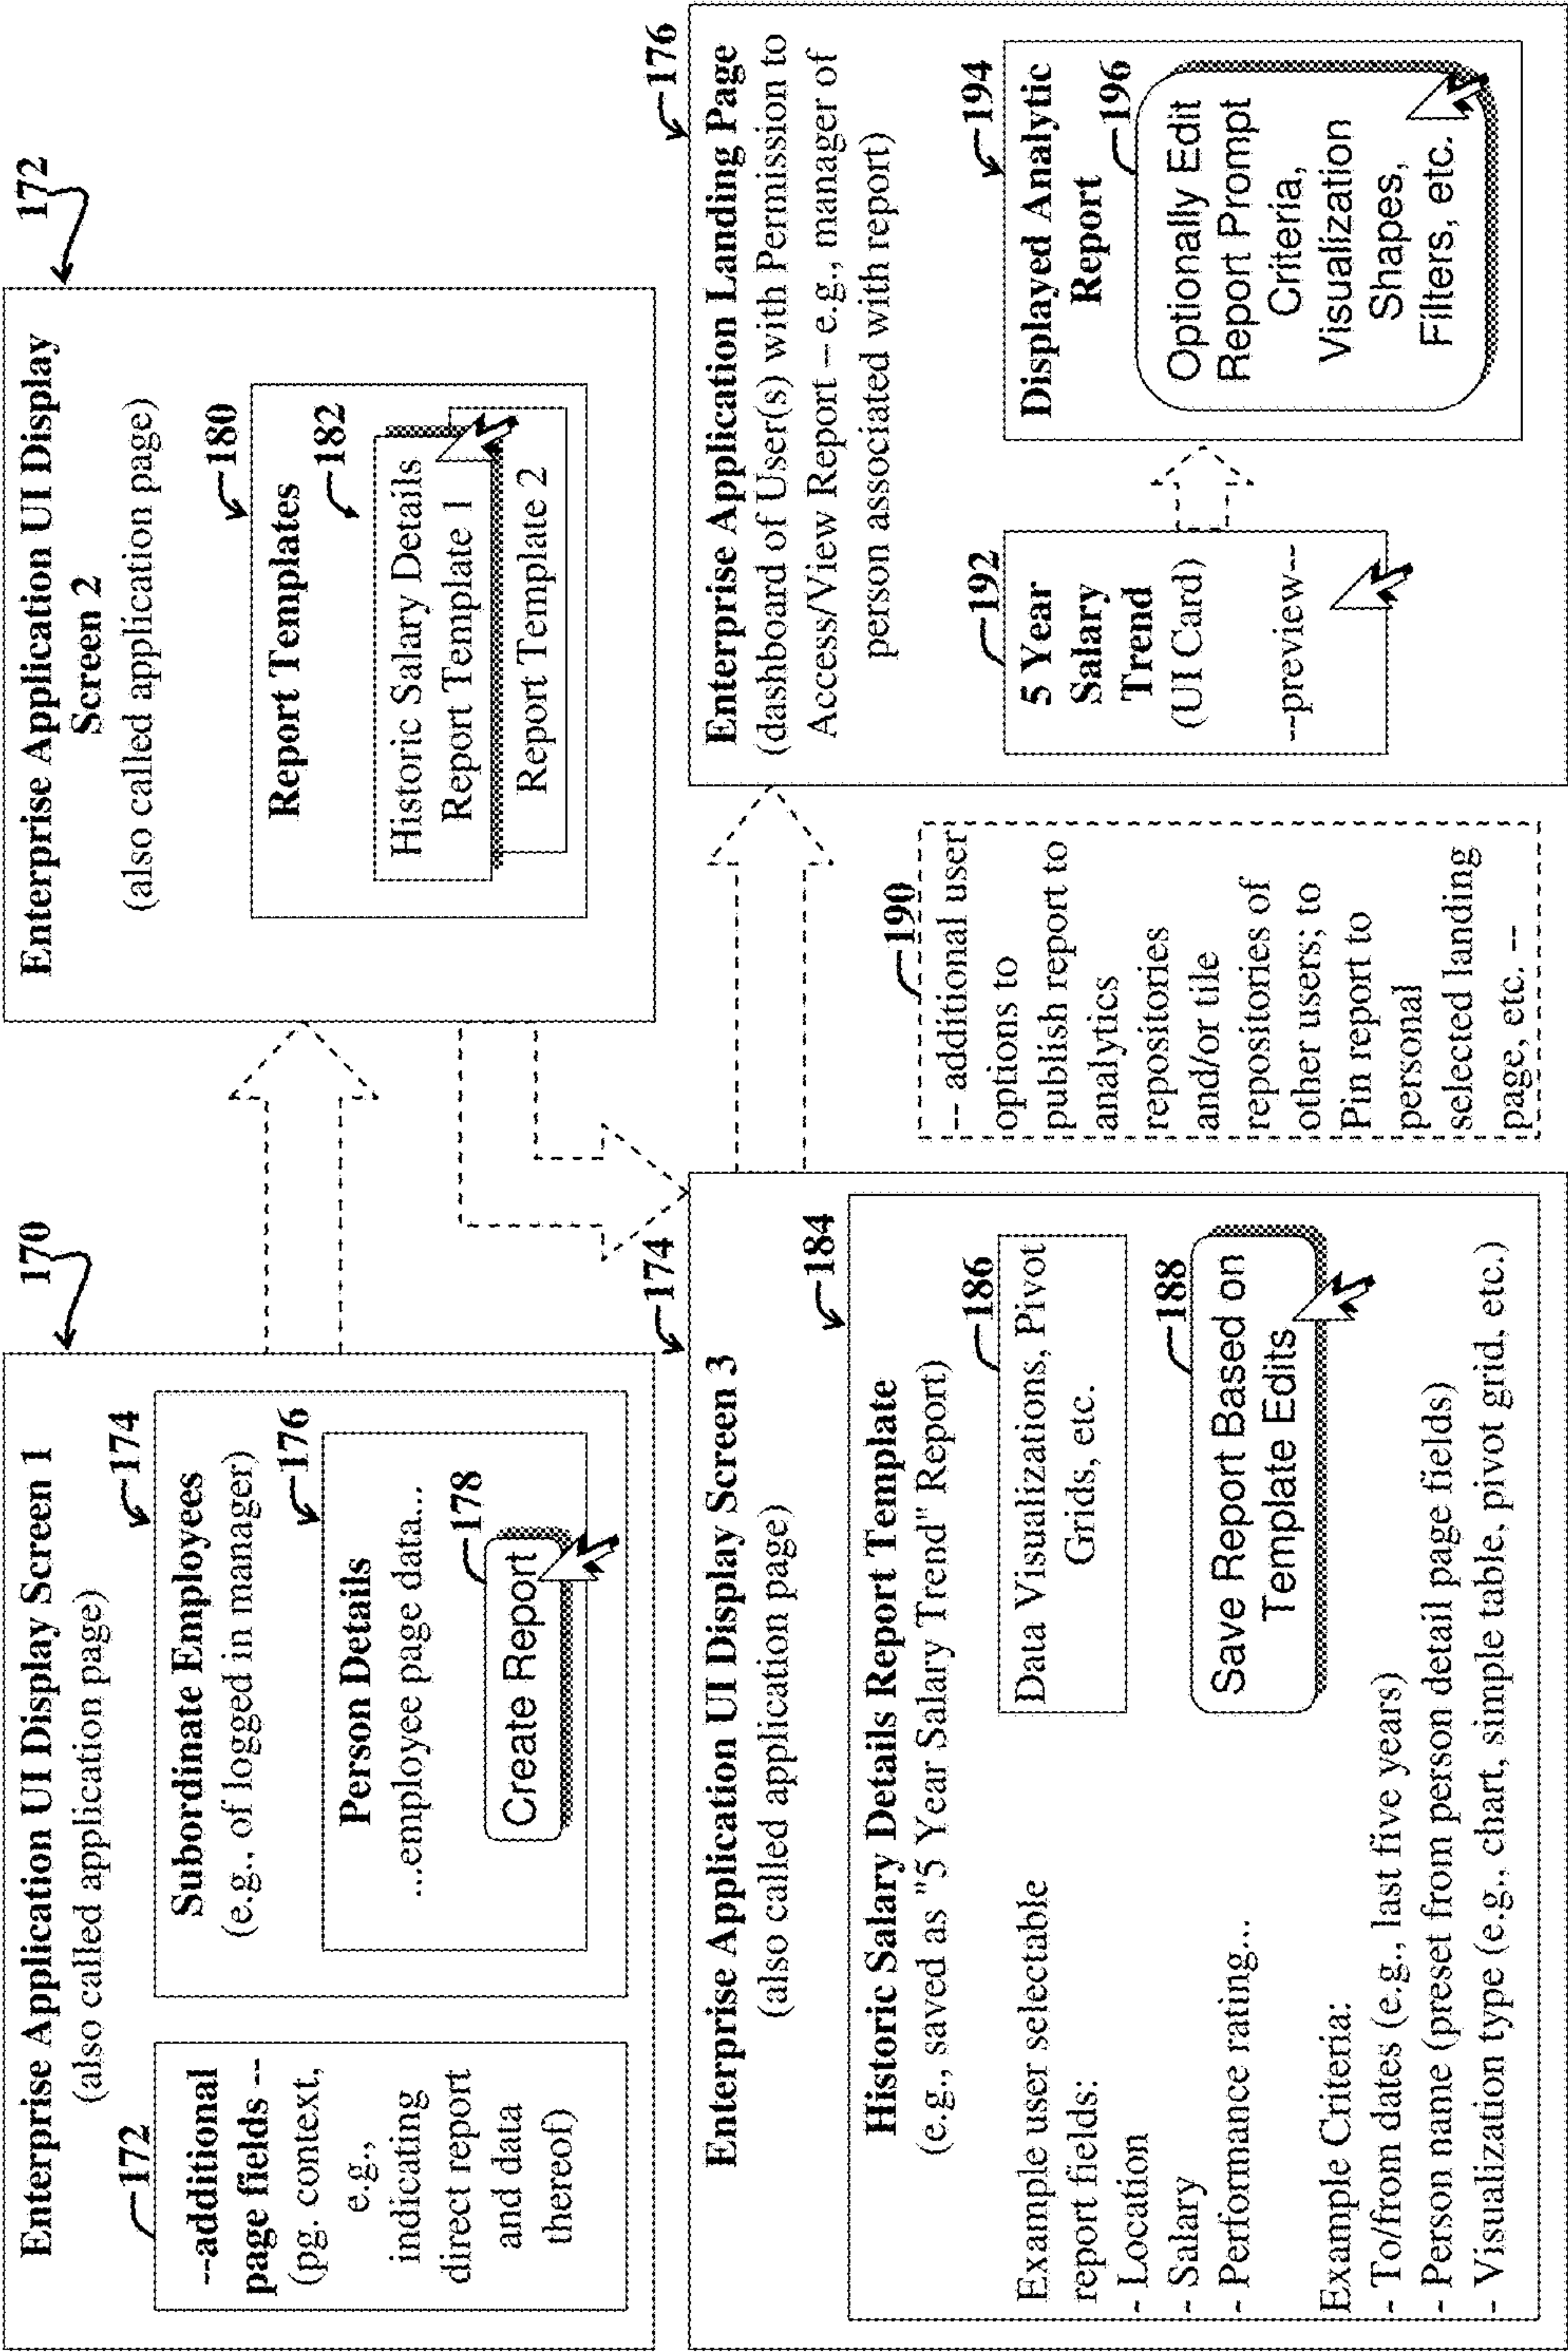 Enterprise Application UI Display Screen 1
(also called application page)
170
172
--additional
page fields --
(pg. context,
e.g.,
indicating
direct report
and data
thereof)
174
Subordinate Employees
(e.g., of logged in manager)
176
Person Details
...employee page data...
178
Create Report
Enterprise Application UI Display
Screen 2
(also called application page)
172
180
Report Templates
182
Historic Salary Details
Report Template 1
Report Template 2
174
Enterprise Application UI Display Screen 3
(also called application page)
184
Historic Salary Details Report Template
(e.g., saved as "5 Year Salary Trend" Report)
Example user selectable
report fields:
- Location
- Salary
- Performance rating...
186
Data Visualizations, Pivot
Grids, etc.
188
Save Report Based on
Template Edits
Example Criteria:
- To/from dates (e.g., last five years)
- Person name (preset from person detail page fields)
- Visualization type (e.g., chart, simple table, pivot grid, etc.)
190
-- additional user
options to
publish report to
analytics
repositories
and/or tile
repositories of
other users; to
Pin report to
personal
selected landing
page, etc. --
176
Enterprise Application Landing Page
(dashboard of User(s) with Permission to
Access/View Report – e.g., manager of
person associated with report)
192
5 Year
Salary
Trend
(UI Card)
--preview--
194
Displayed Analytic
Report
196
Optionally Edit
Report Prompt
Criteria,
Visualization
Shapes,
Filters, etc.